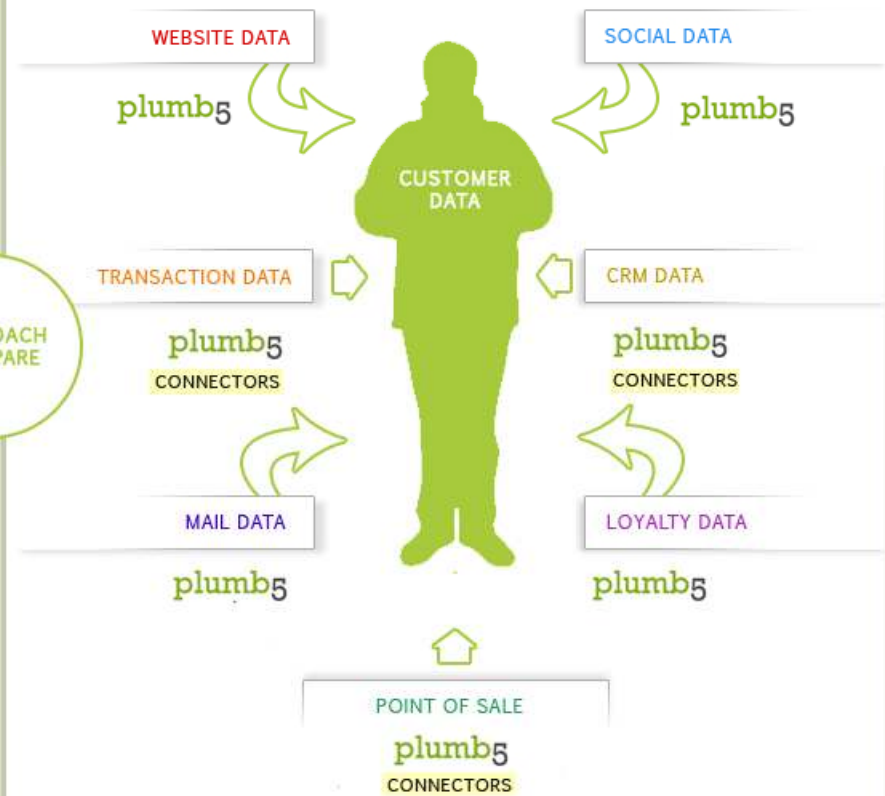 WEBSITE DATA
SOCIAL DATA
plumb5
plumb5
CUSTOMER
DATA
TRANSACTION DATA
CRM DATA
plumb5
CONNECTORS
plumb5
CONNECTORS
MAIL DATA
LOYALTY DATA
plumb5
plumb5
POINT OF SALE
plumb5
CONNECTORS